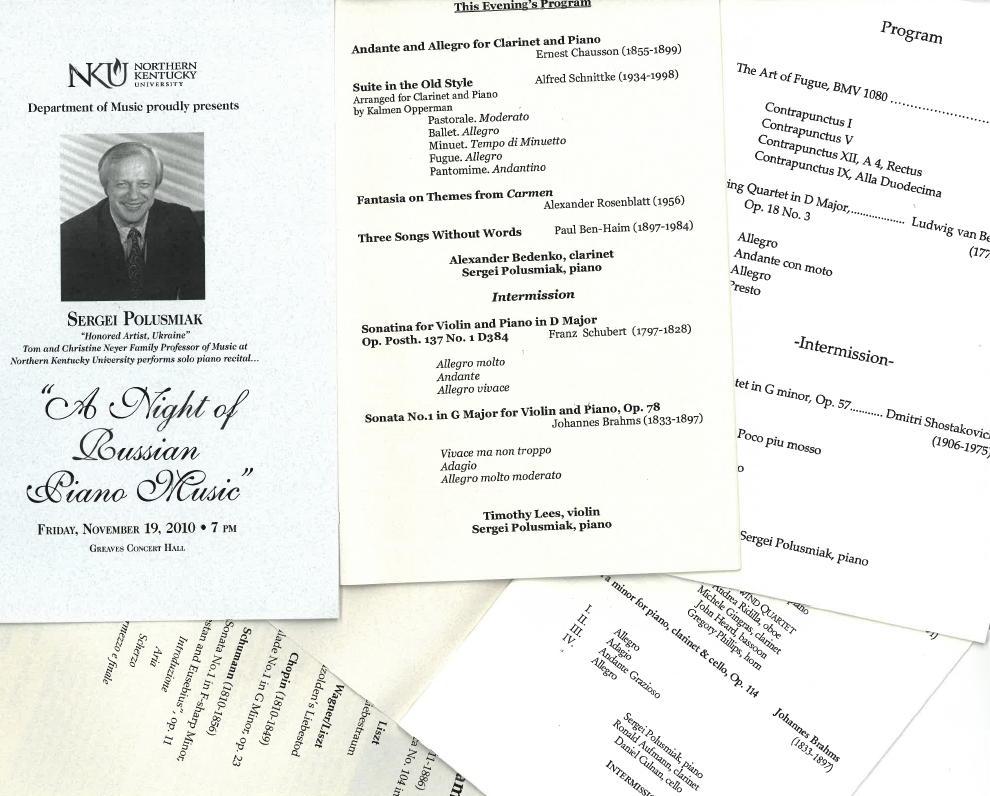 NKU NORTHERN
KENTUCKY
UNIVERSITY
Department of Music proudly presents
SERGEI POLUSMIAK
"Honored Artist, Ukraine"
Tom and Christine Neyer Family Professor of Music at
Northern Kentucky University performs solo piano recital...
"A Night of
Russian
Piano Music"
FRIDAY, NOVEMBER 19, 2010 • 7 PM
GREAVES CONCERT HALL
This Evening's Program
Andante and Allegro for Clarinet and Piano
Ernest Chausson (1855-1899)
Suite in the Old Style Alfred Schnittke (1934-1998)
Arranged for Clarinet and Piano
by Kalmen Opperman
Pastorale. Moderato
Ballet. Allegro
Minuet. Tempo di Minuetto
Fugue. Allegro
Pantomime. Andantino
Fantasia on Themes from Carmen
Alexander Rosenblatt (1956)
Three Songs Without Words Paul Ben-Haim (1897-1984)
Alexander Bedenko, clarinet
Sergei Polusmiak, piano
Intermission
Sonatina for Violin and Piano in D Major
Op. Posth. 137 No. 1 D384 Franz Schubert (1797-1828)
Allegro molto
Andante
Allegro vivace
Sonata No.1 in G Major for Violin and Piano, Op. 78
Johannes Brahms (1833-1897)
Vivace ma non troppo
Adagio
Allegro molto moderato
Timothy Lees, violin
Sergei Polusmiak, piano
Program
The Art of Fugue, BMV 1080 ........................
Contrapunctus I
Contrapunctus V
Contrapunctus XII, A 4, Rectus
Contrapunctus IX, Alla Duodecima
ing Quartet in D Major,................. Ludwig van Be
Op. 18 No. 3 (177
Allegro
Andante con moto
Allegro
Presto
-Intermission-
tet in G minor, Op. 57.......... Dmitri Shostakovic
(1906-1975)
Poco piu mosso
o
Sergei Polusmiak, piano
piano
WIND QUARTET
Andrea Ridilla, oboe
Michele Gingras, clarinet
John Heard, bassoon
Gregory Phillips, horn
a minor for piano, clarinet & cello, Op. 114
Johannes Brahms
(1833-1897)
I. Allegro
II. Adagio
III. Andante Grazioso
IV. Allegro
Sergei Polusmiak, piano
Ronald Aufmann, clarinet
Daniel Culnan, cello
INTERMISSI
Liszt
11-1886)
iebestraum
ta No. 104 in
Wagner/Liszt
zolden's Liebestod
Chopin (1810-1849)
lade No.1 in G Minor, op. 23
Schumann (1810-1856)
Sonata No.1 in F-sharp Minor,
stan and Eusebius", op. 11
Introduzione
Aria
Scherzo
rmezzo e finale